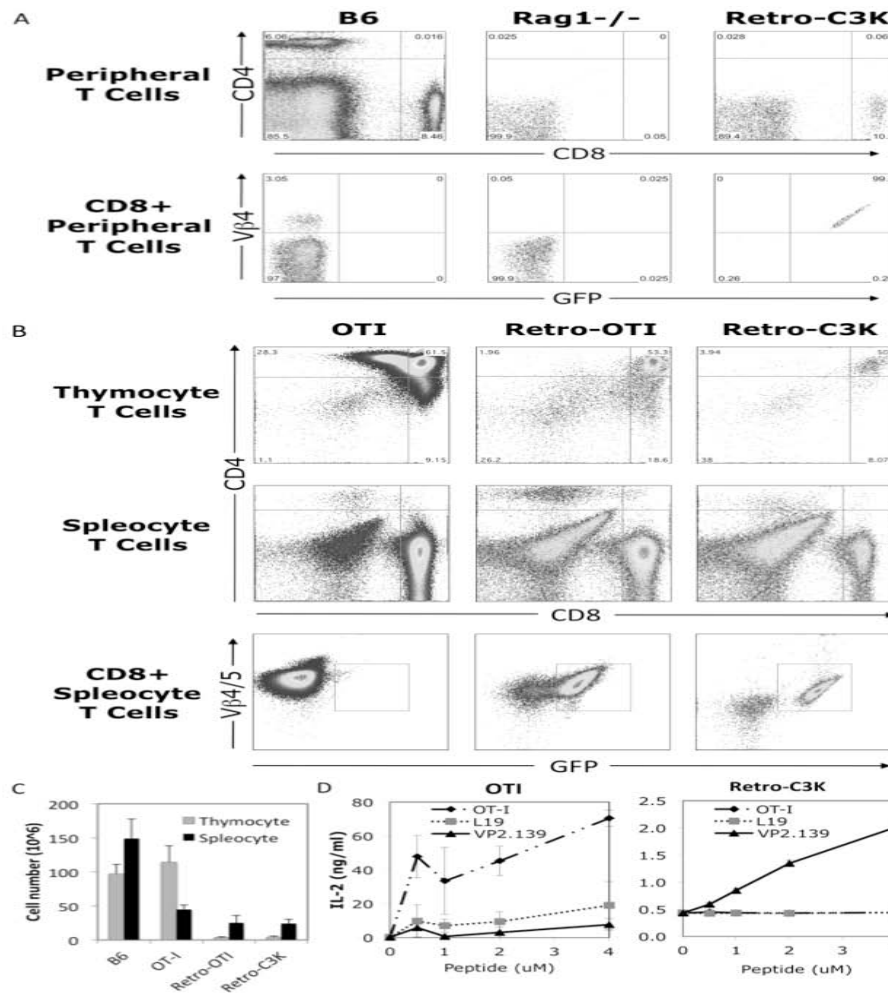 A
B6
Rag1-/-
Retro-C3K
Peripheral
T Cells
CD4
6.06
0.016
85.5
8.46
0.025
0
99.9
0.05
0.028
0.06
89.4
10.
CD8
CD8+
Peripheral
T Cells
Vβ4
3.05
0
97
0
0.05
0.025
99.9
0.025
0
99.
0.26
0.2
GFP
B
OTI
Retro-OTI
Retro-C3K
Thymocyte
T Cells
CD4
28.3
61.5
1.1
9.15
1.96
53.3
26.2
18.6
3.94
50
38
8.07
Spleocyte
T Cells
CD8
CD8+
Spleocyte
T Cells
Vβ4/5
GFP
C
Cell number (10^6)
200
150
100
50
0
Thymocyte
Spleocyte
B6
OT-I
Retro-OTI
Retro-C3K
D
OTI
IL-2 (ng/ml)
80
60
40
20
0
OT-I
L19
VP2.139
0
1
2
3
4
Peptide (uM)
Retro-C3K
2.5
2.0
1.5
1.0
0.5
0.0
OT-I
L19
VP2.139
0
1
2
3
Peptide (uM)